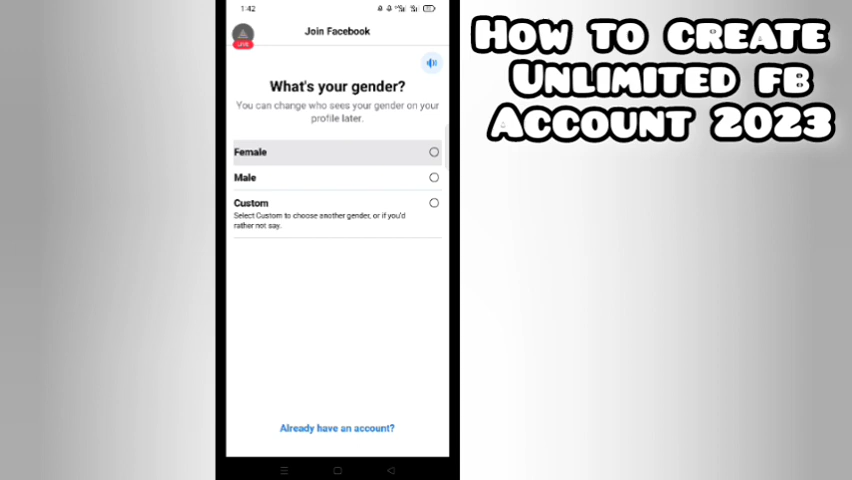 1:42
Join Facebook
LIVE
What's your gender?
You can change who sees your gender on your
profile later.
Female
Male
Custom
Select Custom to choose another gender, or if you'd
rather not say.
Already have an account?
How to create
Unlimited fb
Account 2023